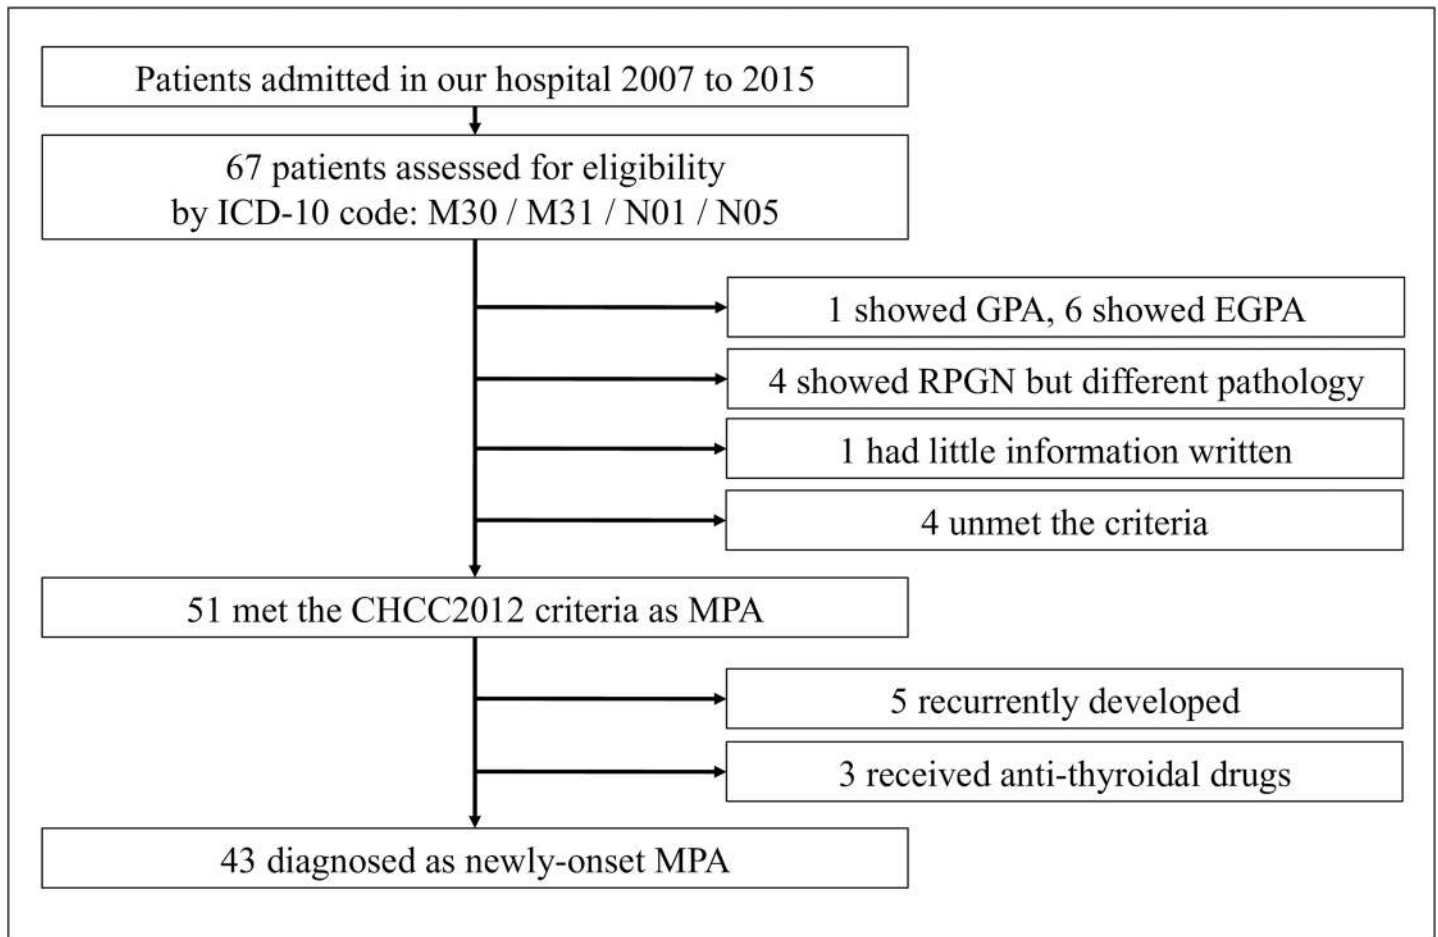 Patients admitted in our hospital 2007 to 2015
67 patients assessed for eligibility
by ICD-10 code: M30 / M31 / N01 / N05
1 showed GPA, 6 showed EGPA
4 showed RPGN but different pathology
1 had little information written
4 unmet the criteria
51 met the CHCC2012 criteria as MPA
5 recurrently developed
3 received anti-thyroidal drugs
43 diagnosed as newly-onset MPA